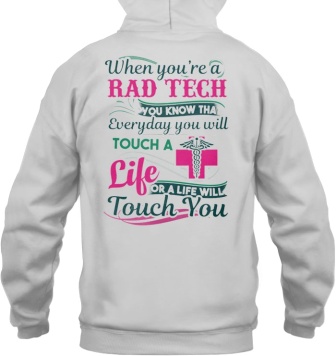 When you're a
RAD TECH
YOU KNOW THA
Everyday you will
TOUCH A
Life
OR A LIFE WILL
Touch You